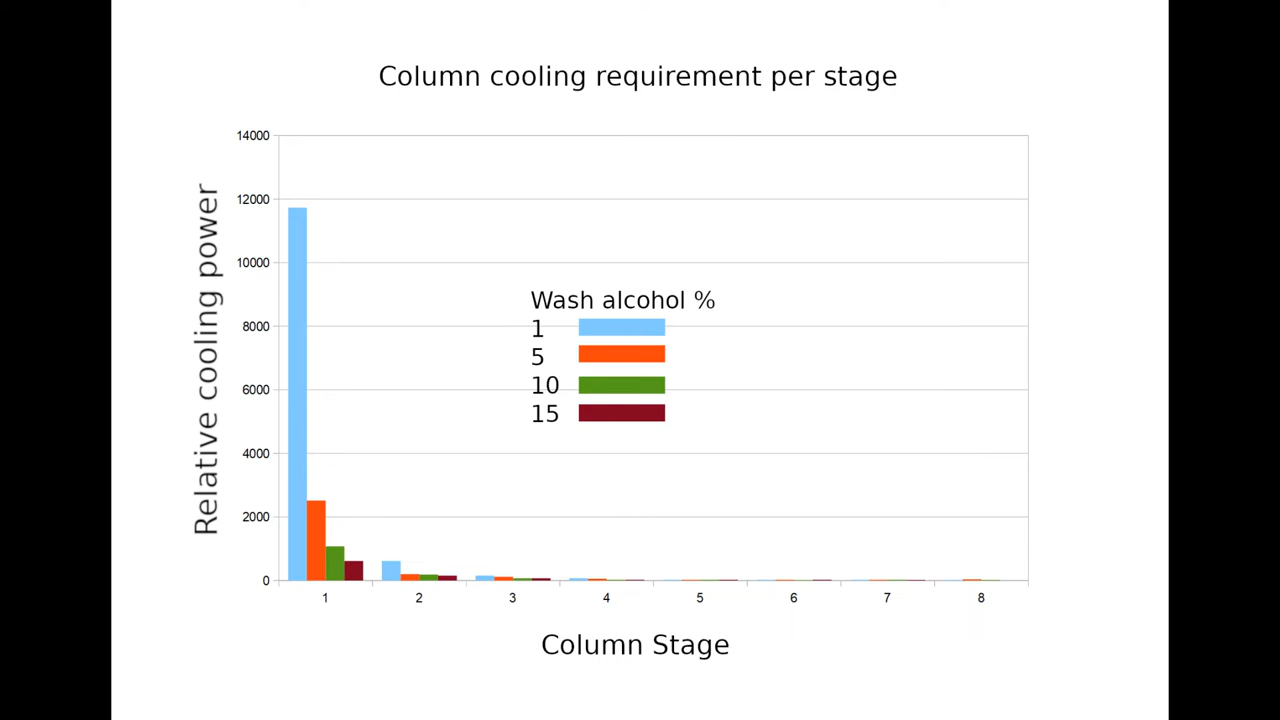 Column cooling requirement per stage
14000
12000
10000
8000
6000
4000
2000
0
Relative cooling power
Wash alcohol %
1
5
10
15
1 2 3 4 5 6 7 8
Column Stage